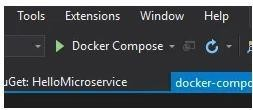 Tools Extensions Window Help
Docker Compose
uGet: HelloMicroservice docker-compo